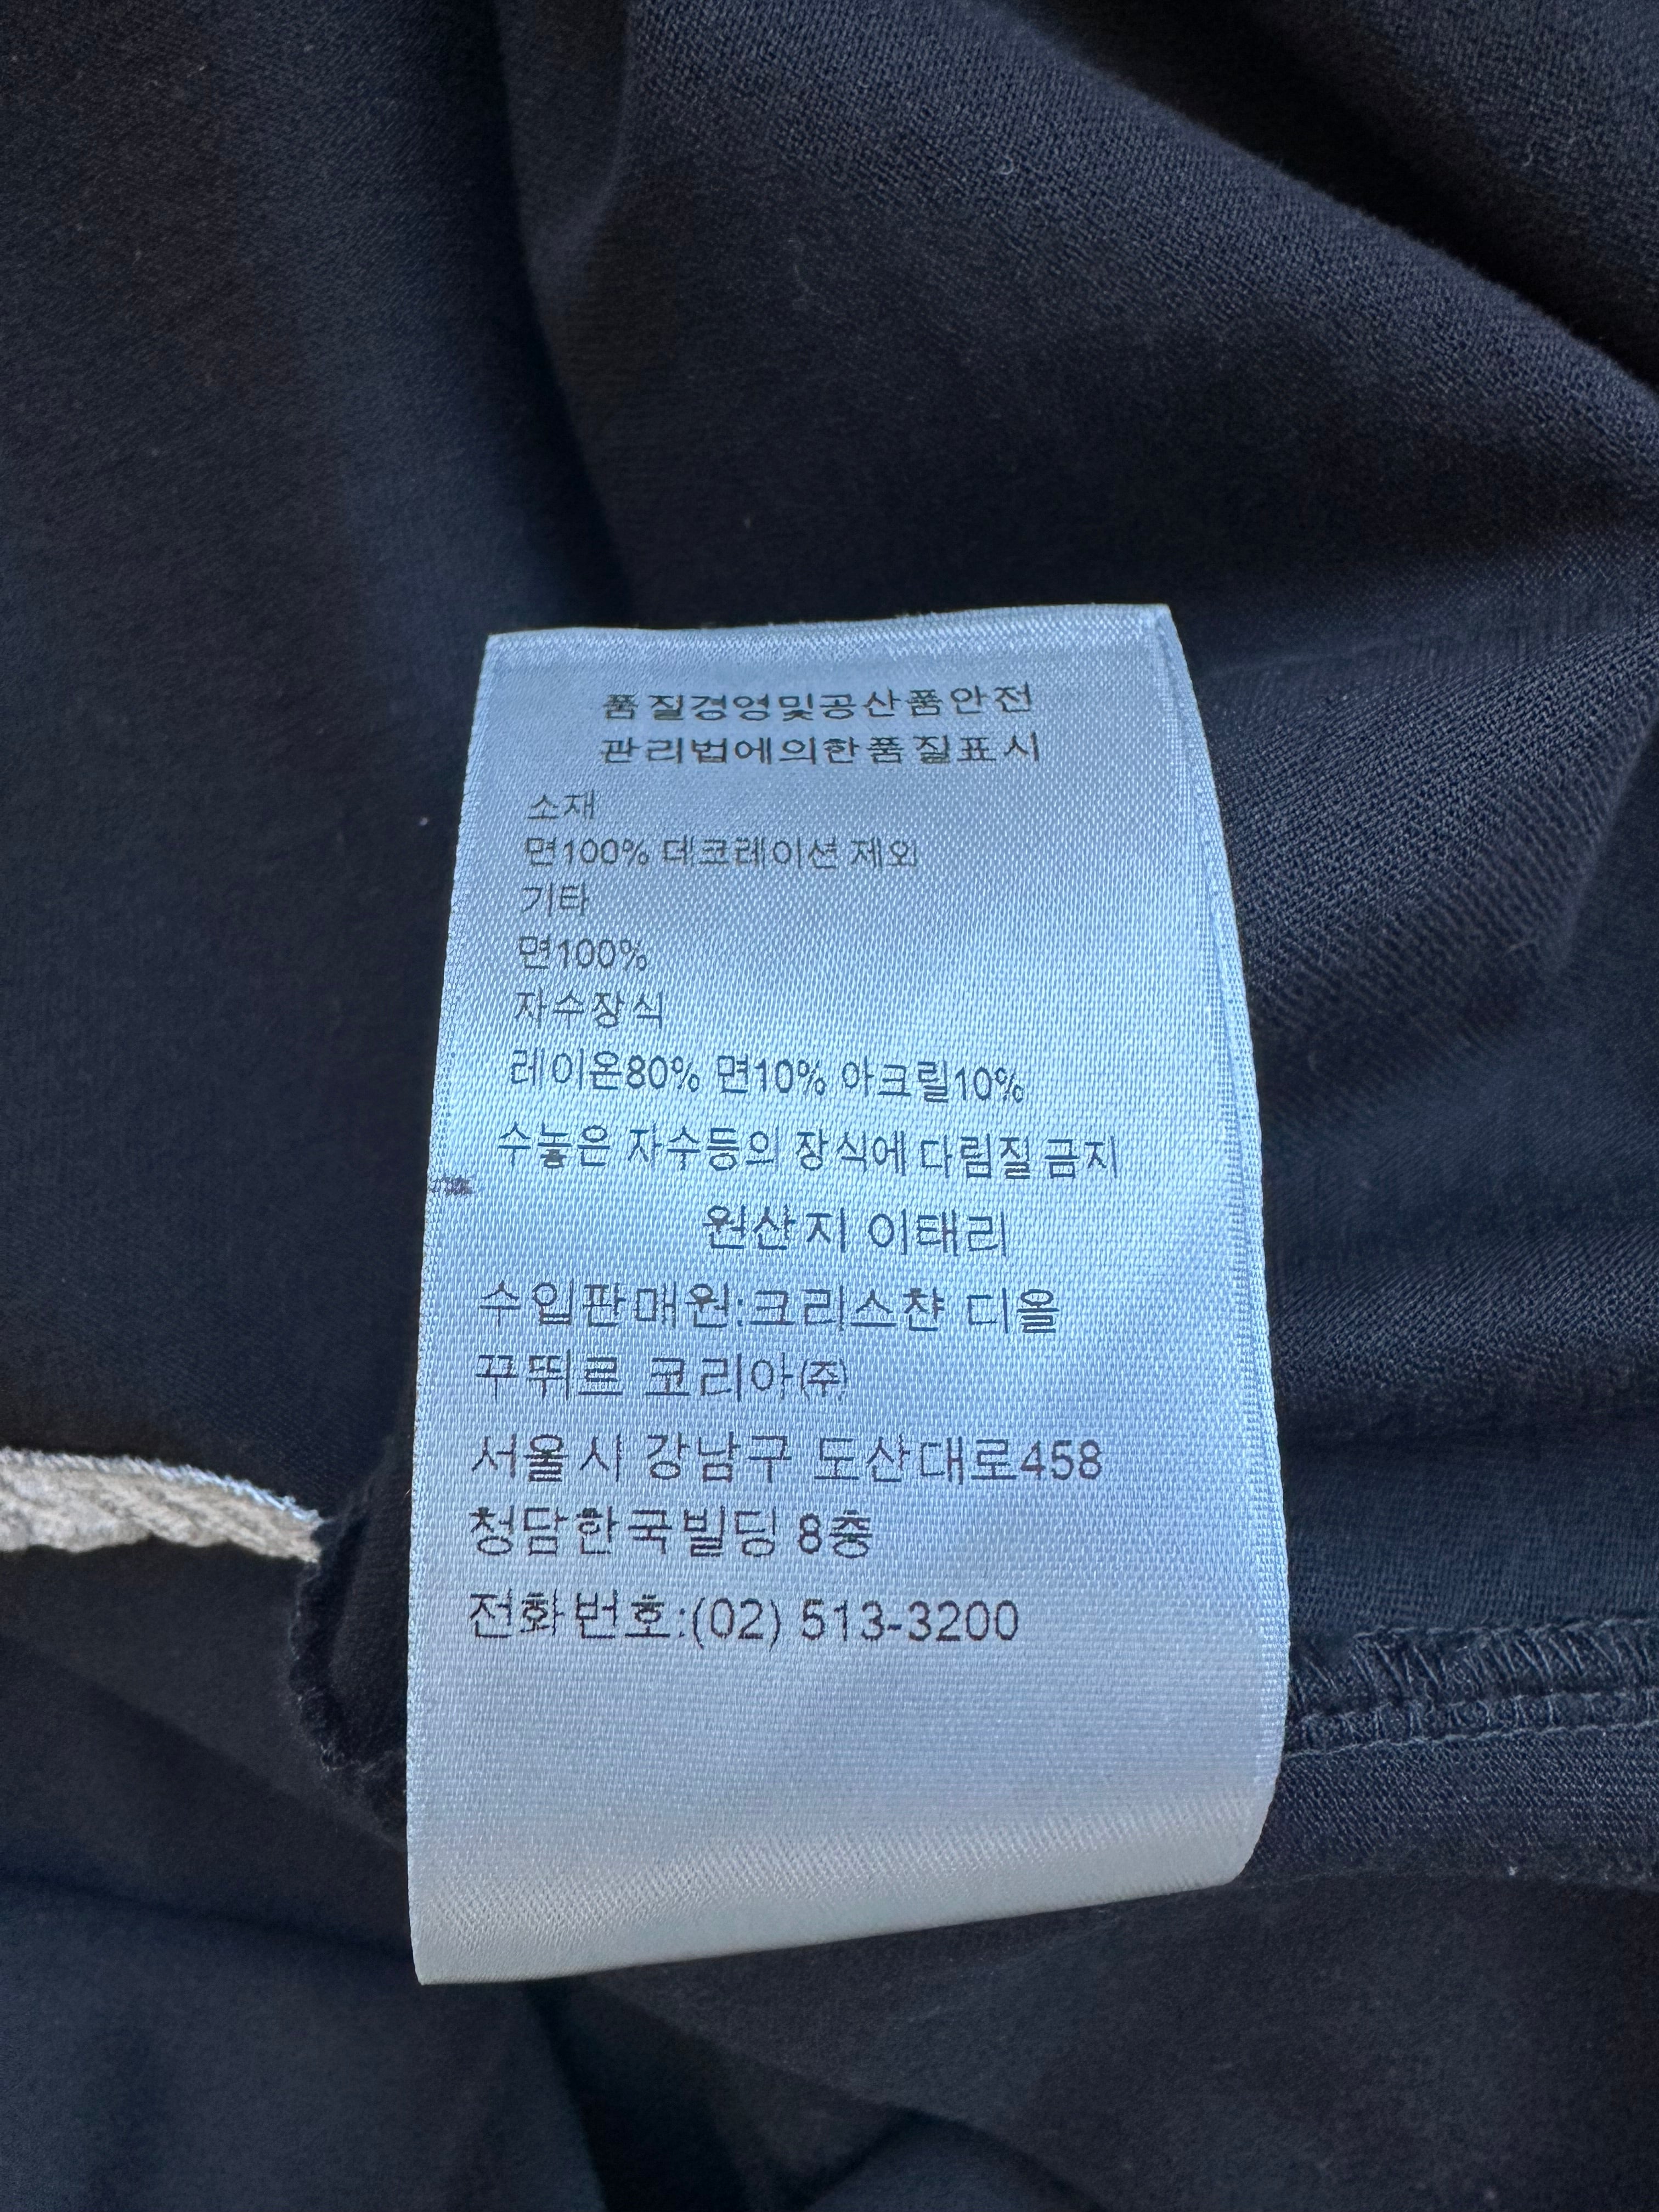 품질경영및공산품안전
관리법에의한품질표시
소재
면100% 데코레이션 제외
기타
면100%
자수장식
레이온80% 면10% 아크릴10%
수놓은 자수등의 장식에 다림질 금지
원산지 이태리
수입판매원:크리스챤 디올
꾸뛰르 코리아㈜
서울시 강남구 도산대로458
청담한국빌딩 8층
전화번호:(02) 513-3200